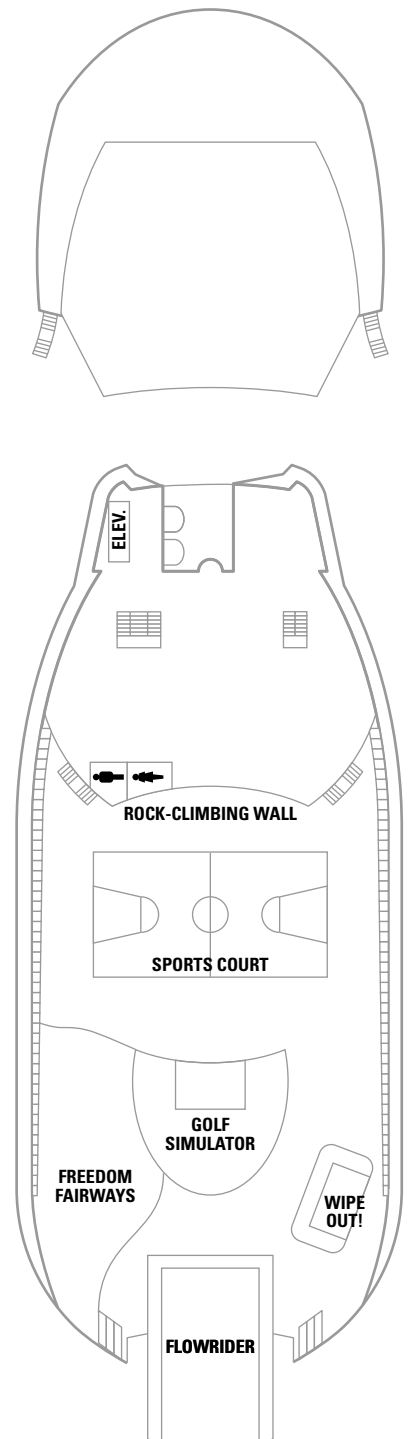 ELEV.
ROCK-CLIMBING WALL
SPORTS COURT
GOLF
SIMULATOR
FREEDOM
FAIRWAYS
WIPE
OUT!
FLOWRIDER